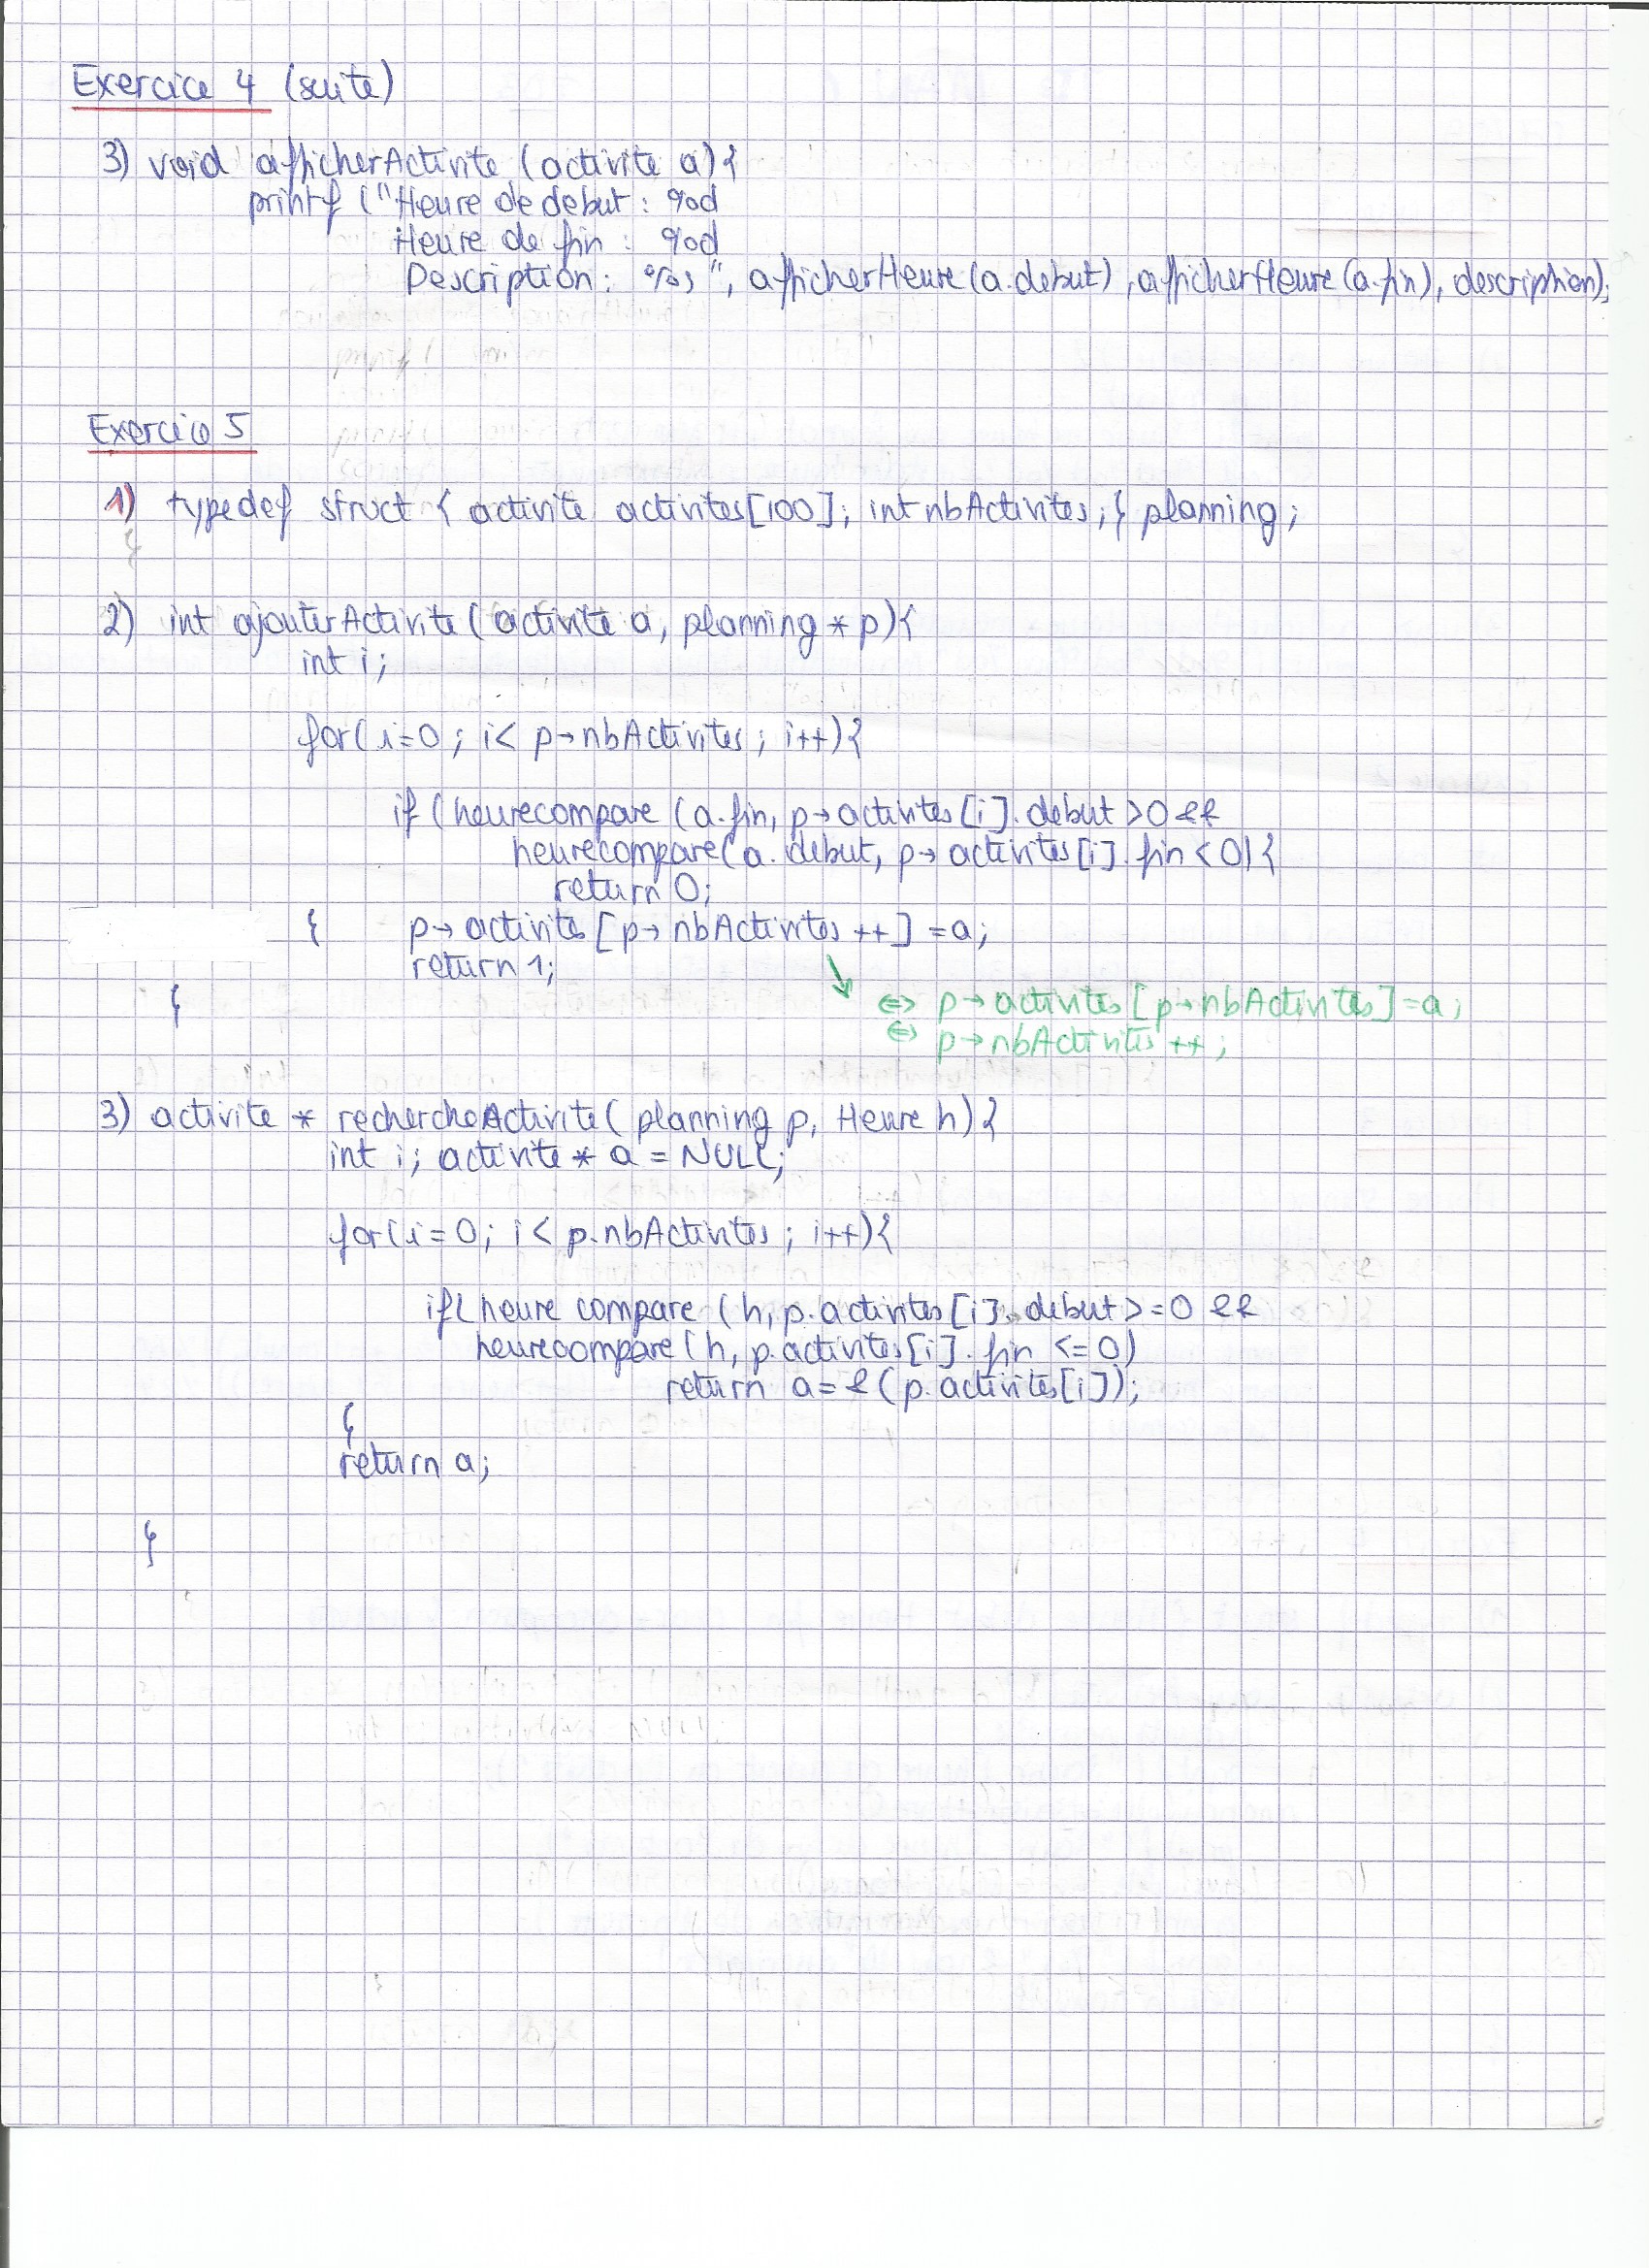 Exercice 4 (suite)
3) void afficherActivite (activite a){
printf ("Heure de debut : %d
Heure de fin : %d
Description : %s", afficherHeure (a.debut), afficherHeure (a.fin), description);
Exercice 5
1) typedef struct { activite activites[100]; int nbActivites; } planning;
2) int ajouterActivite (activite a, planning * p){
int i;
for(i=0 ; i< p→nbActivites ; i++){
if (heurecompare (a.fin, p→activites[i].debut >0 &&
heurecompare(a.debut, p→activites[i].fin <0){
return 0;
} p→activites [p→nbActivites ++] =a;
return 1;
}
⇔ p→activites [p→nbActivites]=a;
⇔ p→nbActivites ++;
3) activite * rechercheActivite( planning p, Heure h){
int i; activite * a = NULL;
for(i=0; i< p.nbActivites ; i++){
if( heure compare (h, p.activites[i].debut >=0 &&
heurecompare (h, p.activites[i].fin <=0)
return a=&(p.activites[i]);
}
return a;
}